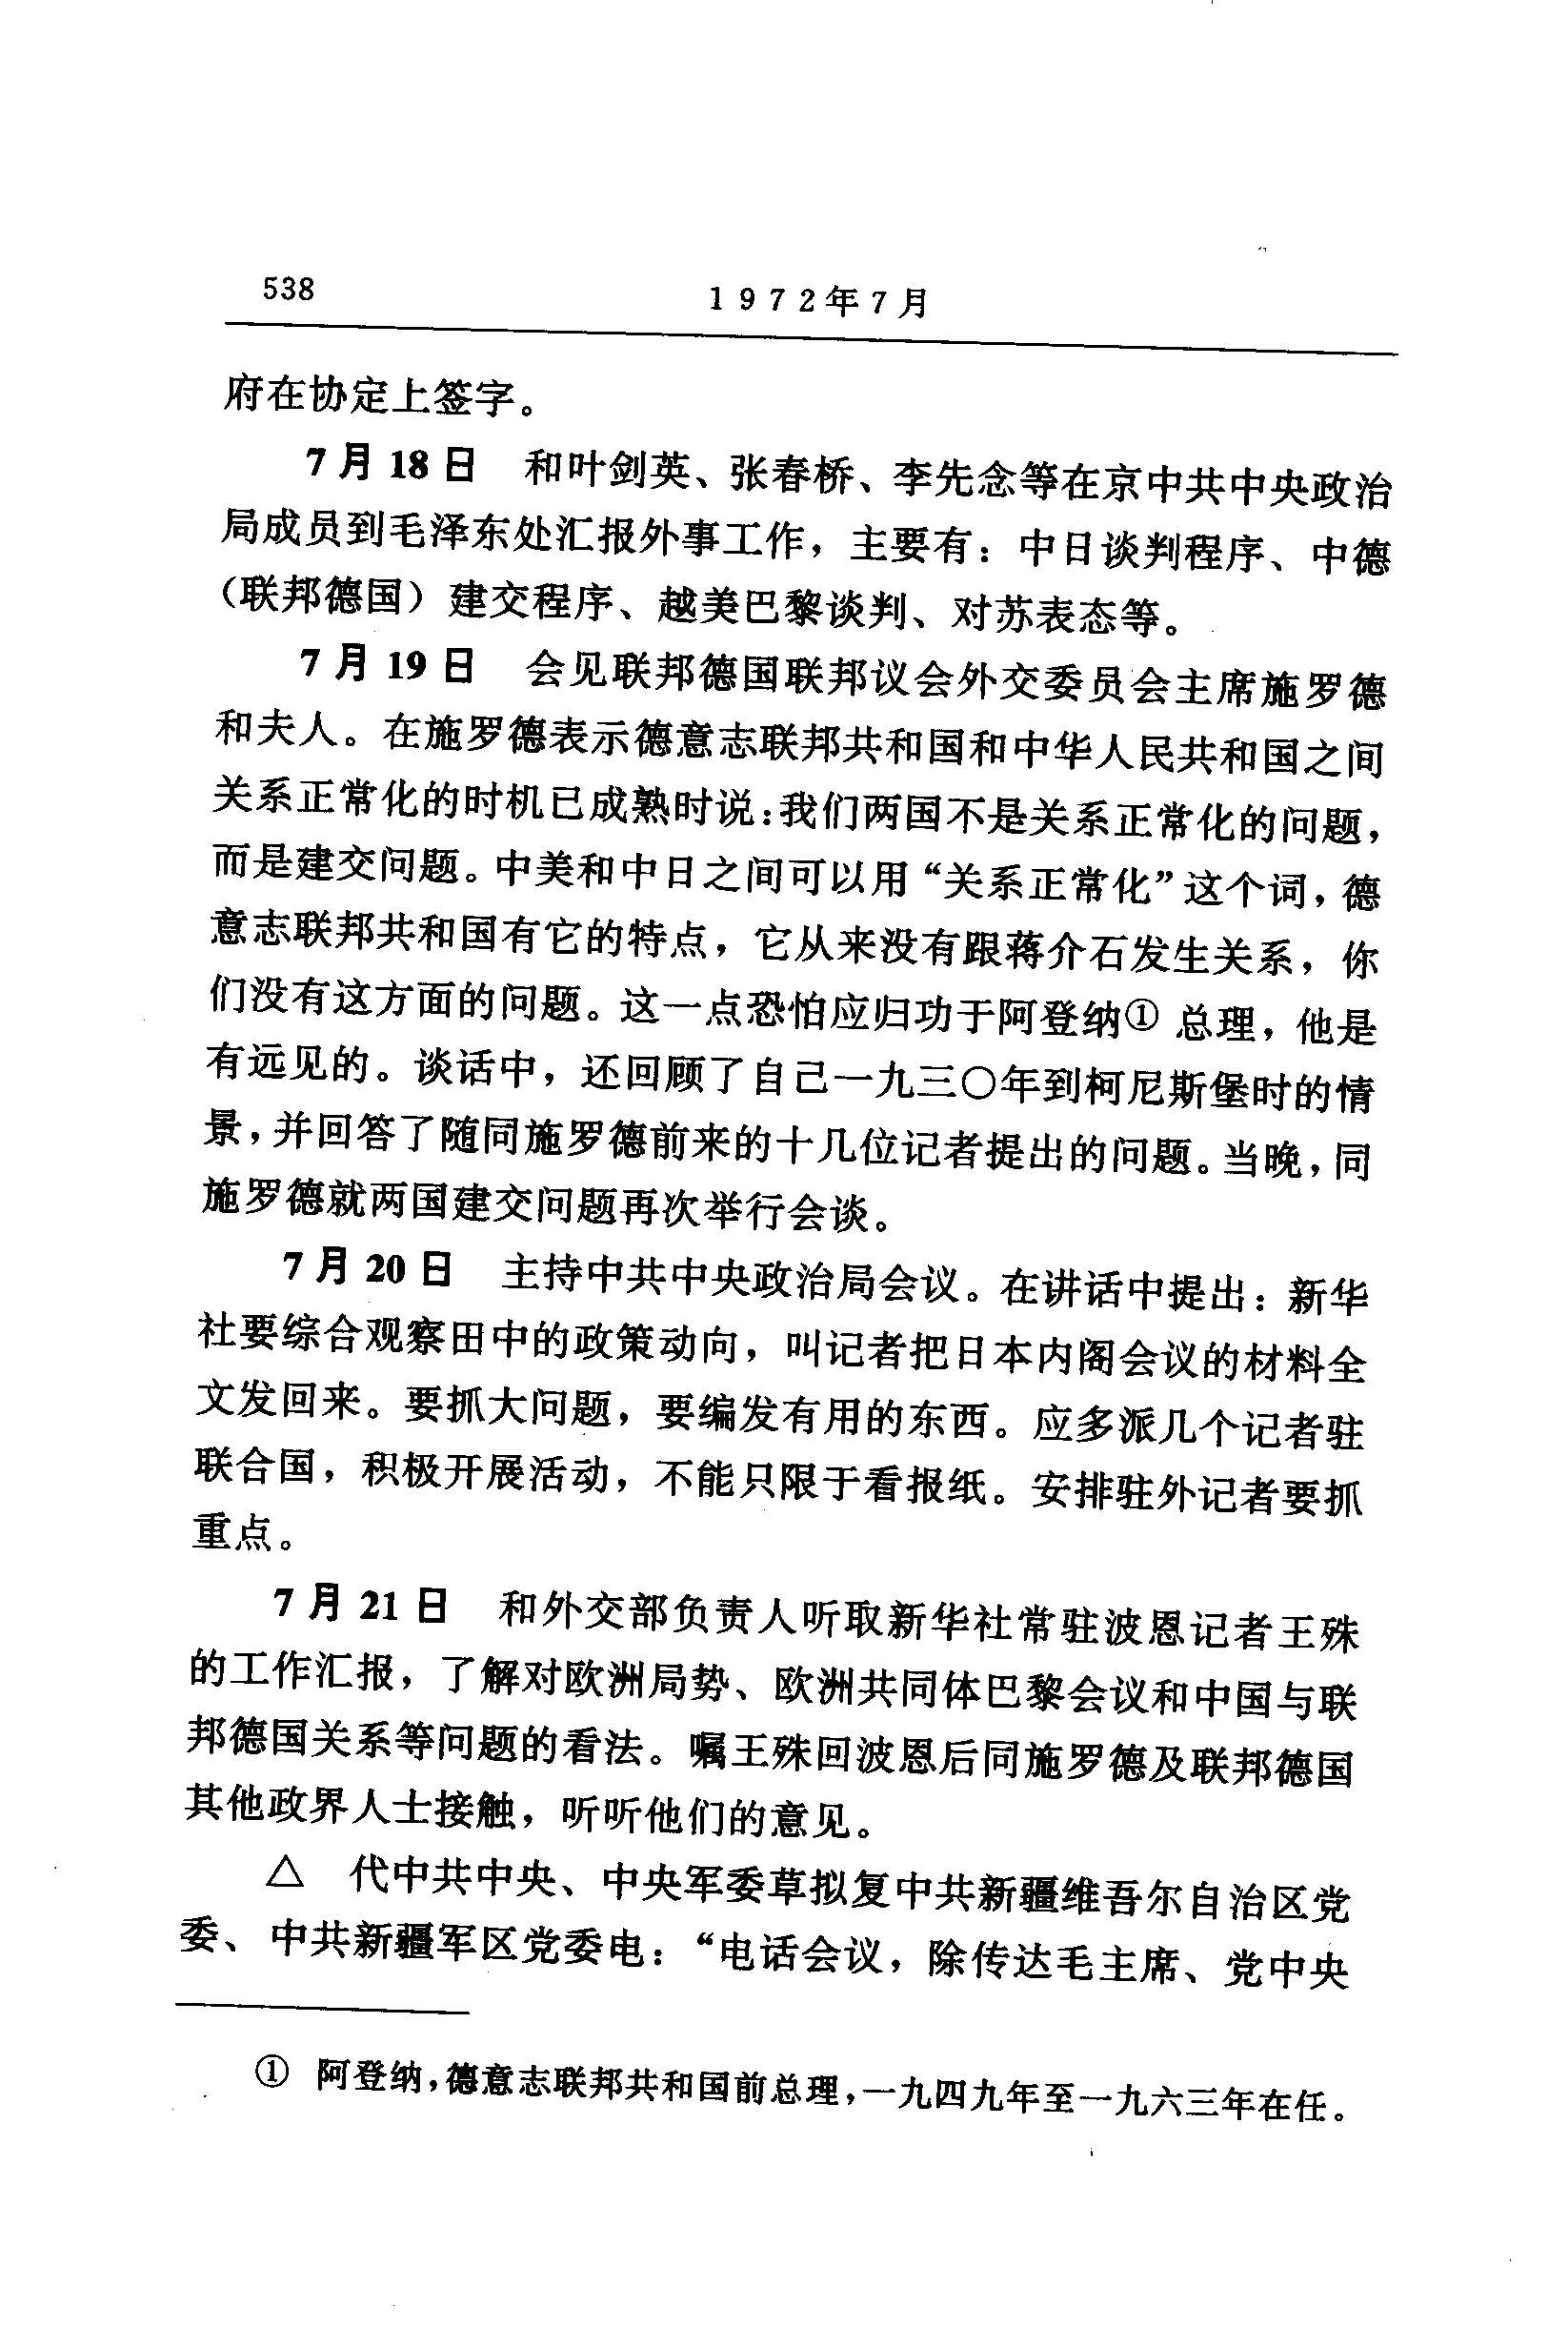 538
1972年7月
府在协定上签字。
7月18日 和叶剑英、张春桥、李先念等在京中共中央政治
局成员到毛泽东处汇报外事工作，主要有：中日谈判程序、中德
（联邦德国）建交程序、越美巴黎谈判、对苏表态等。
7月19日 会见联邦德国联邦议会外交委员会主席施罗德
和夫人。在施罗德表示德意志联邦共和国和中华人民共和国之间
关系正常化的时机已成熟时说：我们两国不是关系正常化的问题，
而是建交问题。中美和中日之间可以用“关系正常化”这个词，德
意志联邦共和国有它的特点，它从来没有跟蒋介石发生关系，你
们没有这方面的问题。这一点恐怕应归功于阿登纳① 总理，他是
有远见的。谈话中，还回顾了自己一九三〇年到柯尼斯堡时的情
景，并回答了随同施罗德前来的十几位记者提出的问题。当晚，同
施罗德就两国建交问题再次举行会谈。
7月20日 主持中共中央政治局会议。在讲话中提出：新华
社要综合观察田中的政策动向，叫记者把日本内阁会议的材料全
文发回来。要抓大问题，要编发有用的东西。应多派几个记者驻
联合国，积极开展活动，不能只限于看报纸。安排驻外记者要抓
重点。
7月21日 和外交部负责人听取新华社常驻波恩记者王殊
的工作汇报，了解对欧洲局势、欧洲共同体巴黎会议和中国与联
邦德国关系等问题的看法。嘱王殊回波恩后同施罗德及联邦德国
其他政界人士接触，听听他们的意见。
△ 代中共中央、中央军委草拟复中共新疆维吾尔自治区党
委、中共新疆军区党委电：“电话会议，除传达毛主席、党中央
① 阿登纳，德意志联邦共和国前总理，一九四九年至一九六三年在任。